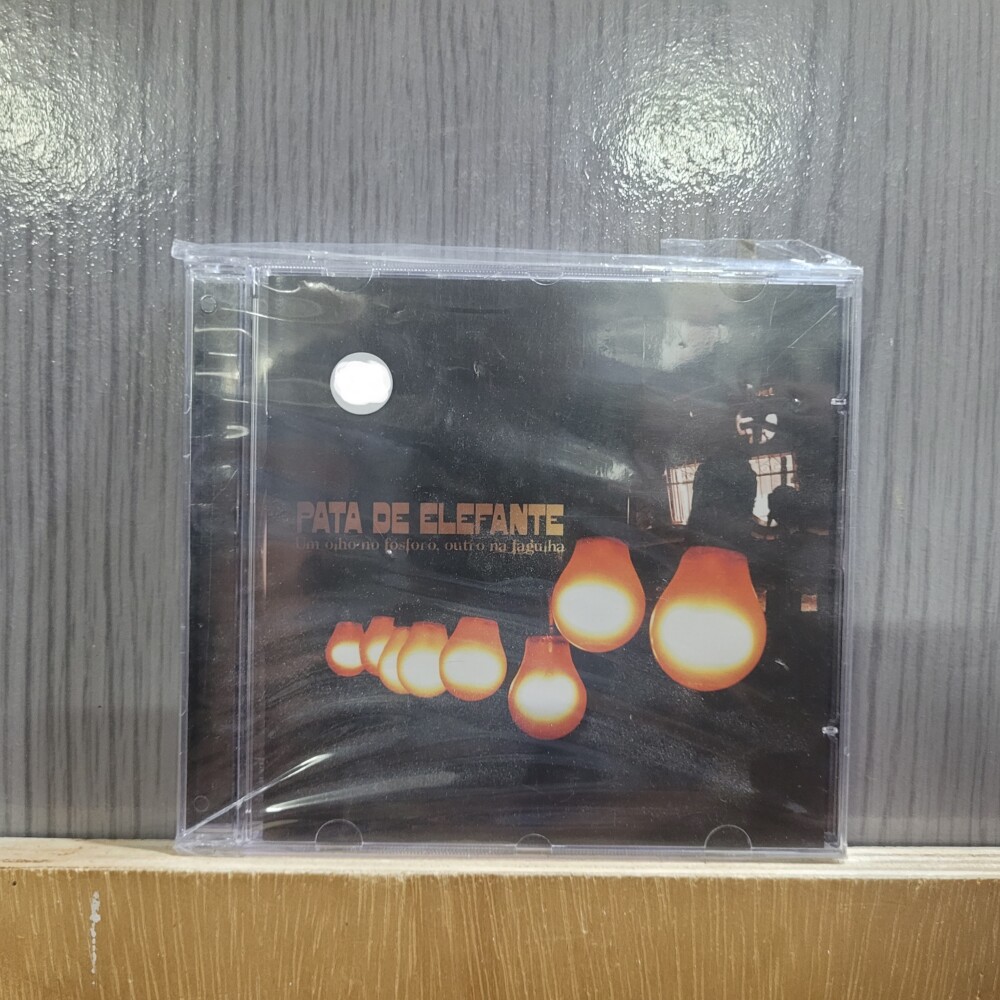 PATA DE ELEFANTE
Um olho no fósforo, outro na fagulha